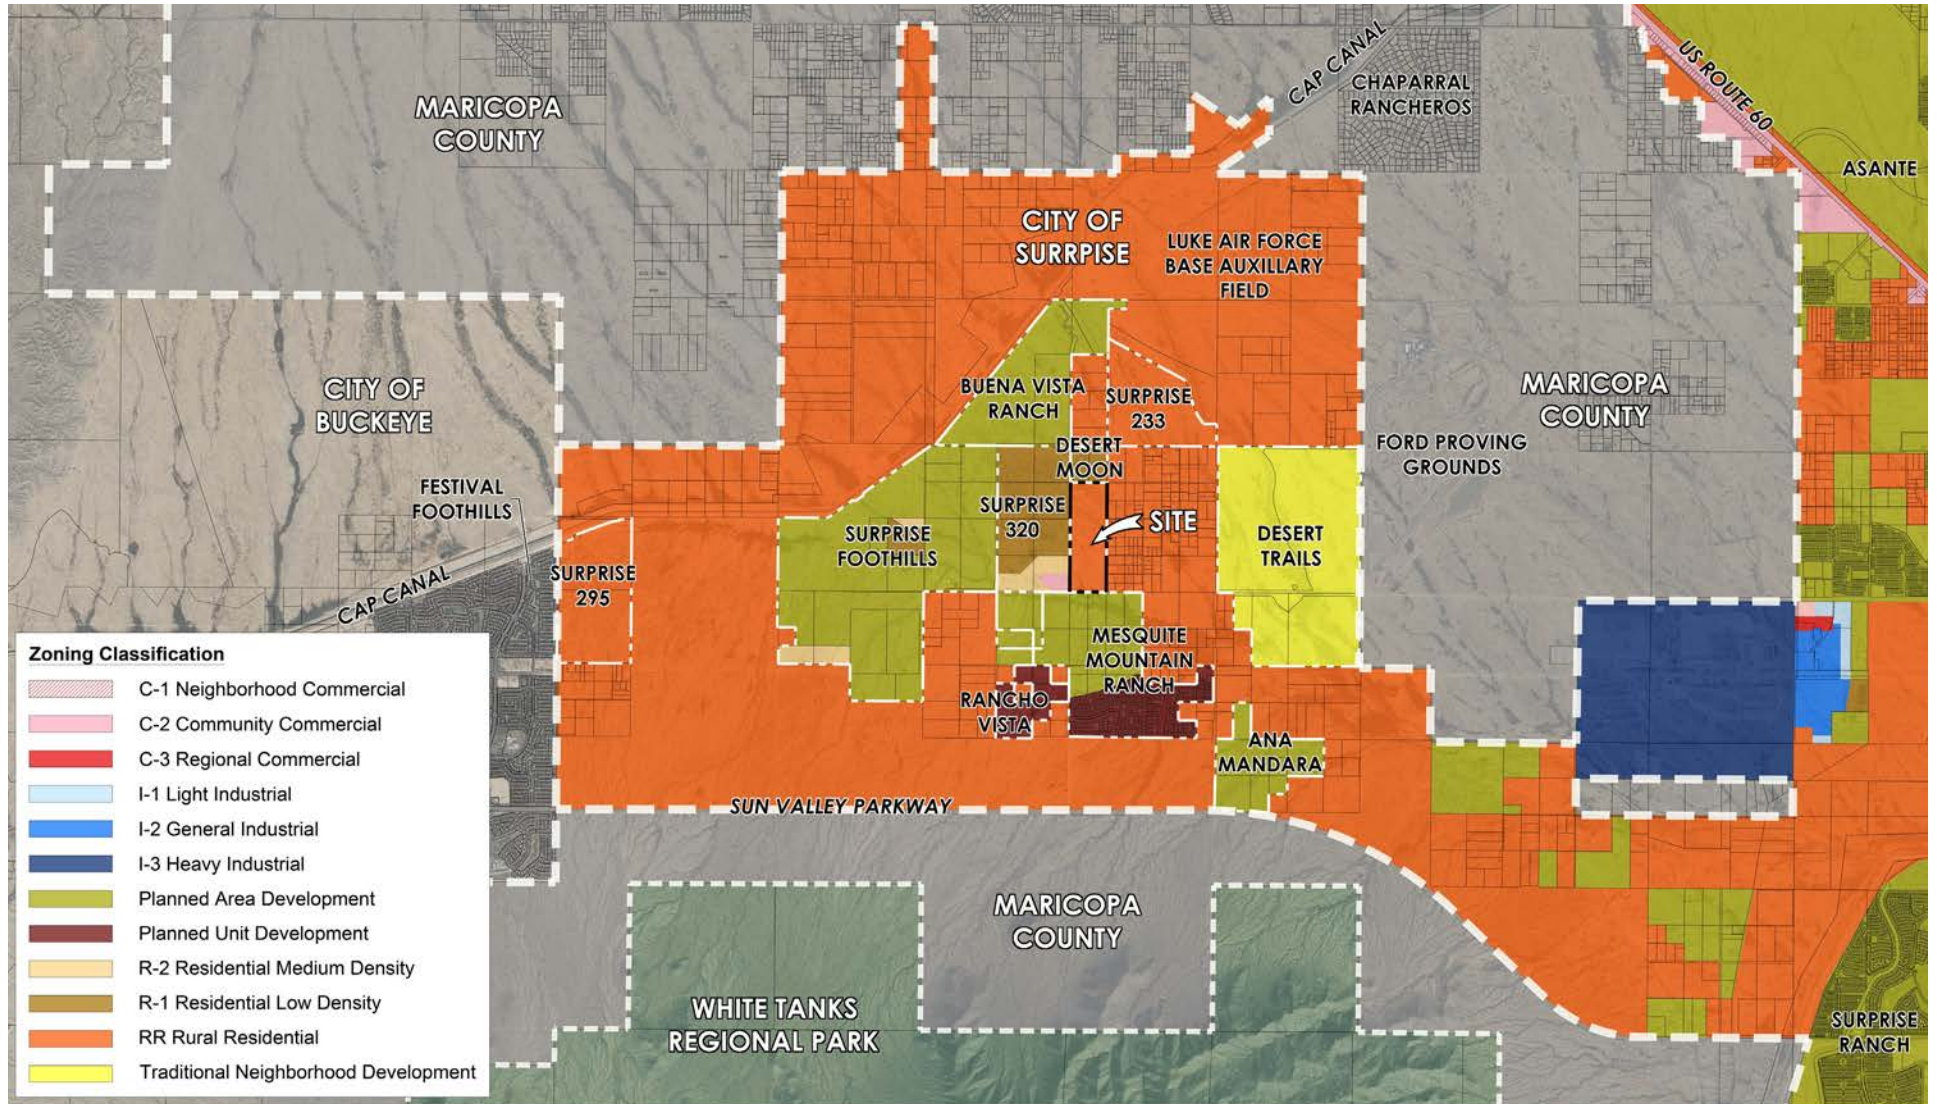 MARICOPA
COUNTY
CAP CANAL
CHAPARRAL
RANCHEROS
US ROUTE 60
ASANTE
CITY OF
SURRPISE
LUKE AIR FORCE
BASE AUXILLARY
FIELD
CITY OF
BUCKEYE
BUENA VISTA
RANCH
SURPRISE
233
MARICOPA
COUNTY
DESERT
MOON
FORD PROVING
GROUNDS
FESTIVAL
FOOTHILLS
SURPRISE
320
SITE
SURPRISE
FOOTHILLS
DESERT
TRAILS
CAP CANAL
SURPRISE
295
MESQUITE
MOUNTAIN
RANCH
RANCHO
VISTA
ANA
MANDARA
SUN VALLEY PARKWAY
MARICOPA
COUNTY
WHITE TANKS
REGIONAL PARK
SURPRISE
RANCH
Zoning Classification
C-1 Neighborhood Commercial
C-2 Community Commercial
C-3 Regional Commercial
I-1 Light Industrial
I-2 General Industrial
I-3 Heavy Industrial
Planned Area Development
Planned Unit Development
R-2 Residential Medium Density
R-1 Residential Low Density
RR Rural Residential
Traditional Neighborhood Development